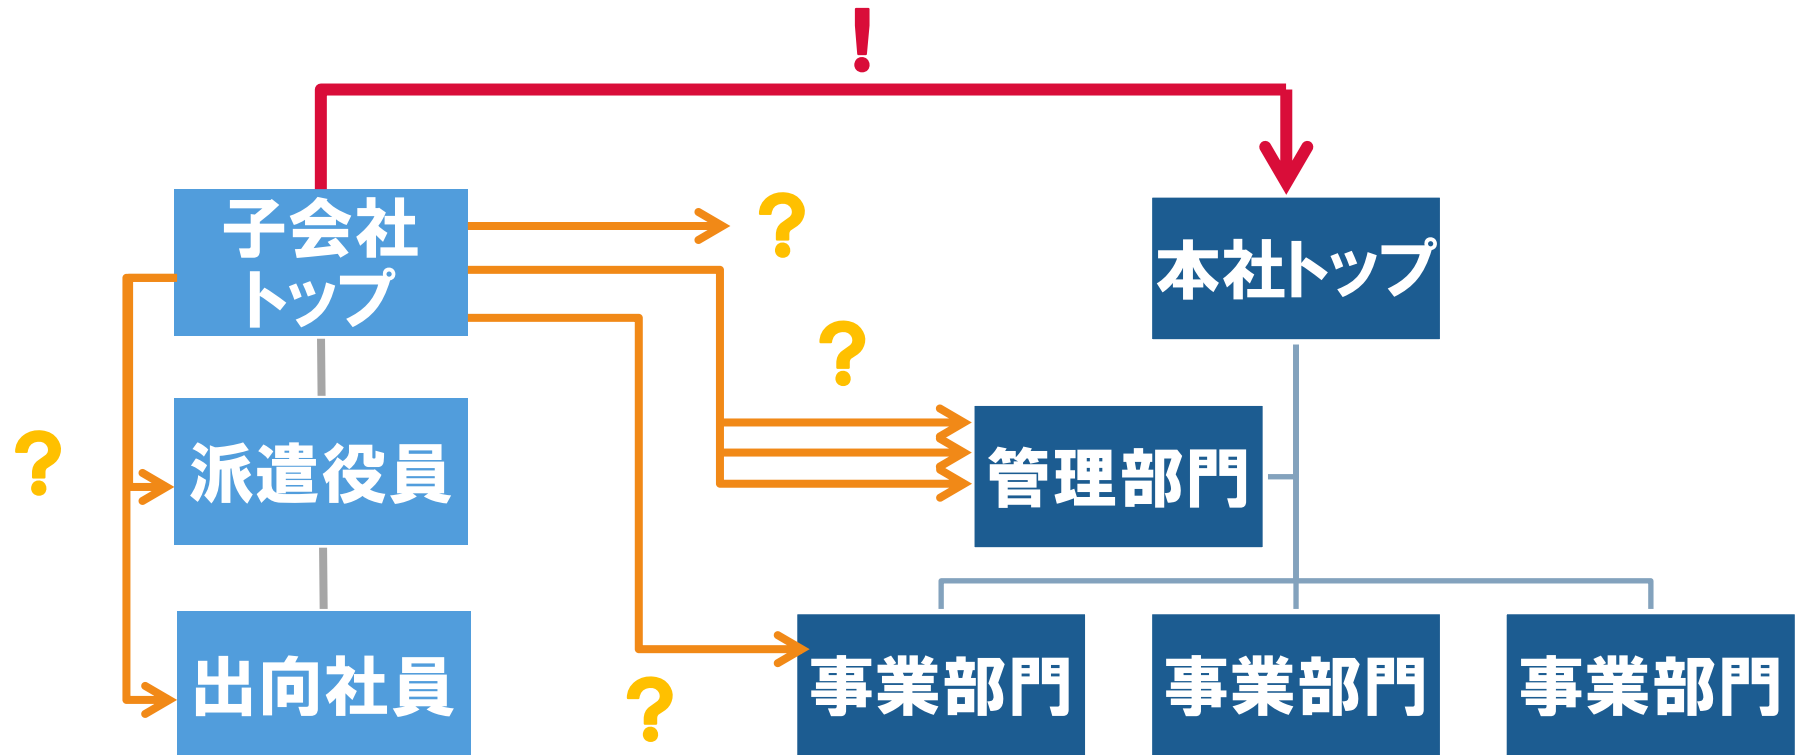 !
子会社
トップ
?
本社トップ
?
派遣役員
?
管理部門
出向社員
?
事業部門
事業部門
事業部門